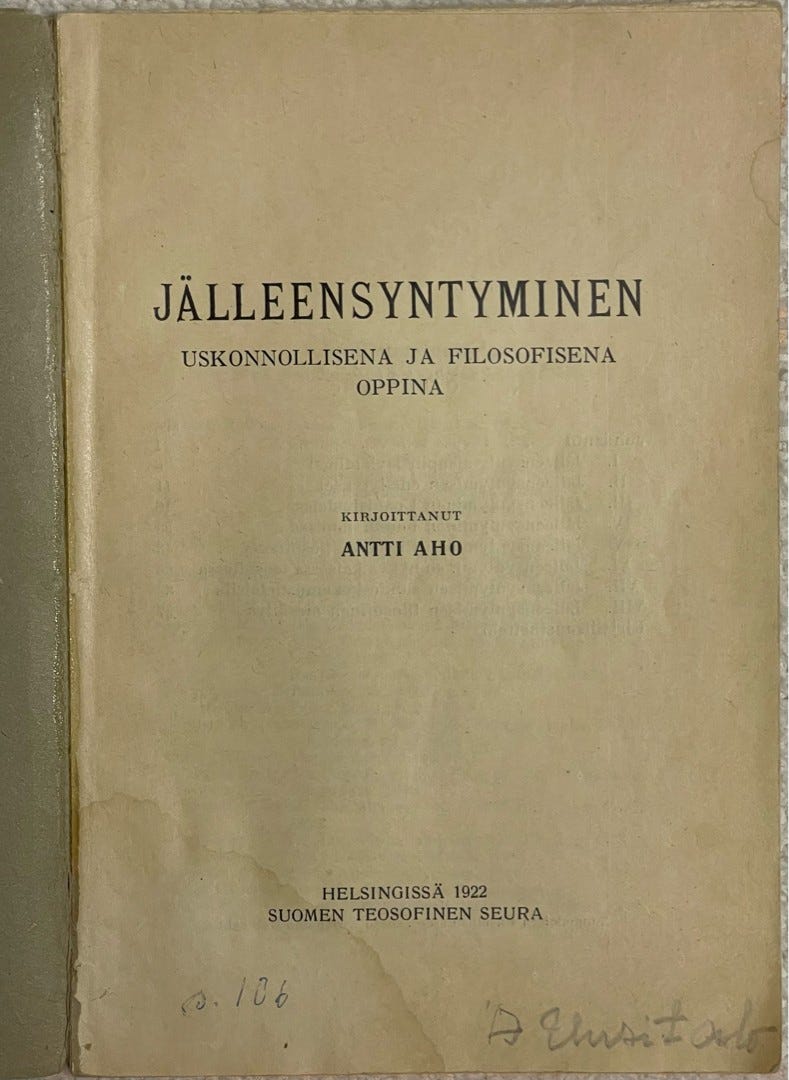 JÄLLEENSYNTYMINEN
USKONNOLLISENA JA FILOSOFISENA
OPPINA
KIRJOITTANUT
ANTTI AHO
HELSINGISSÄ 1922
SUOMEN TEOSOFINEN SEURA
s. 106